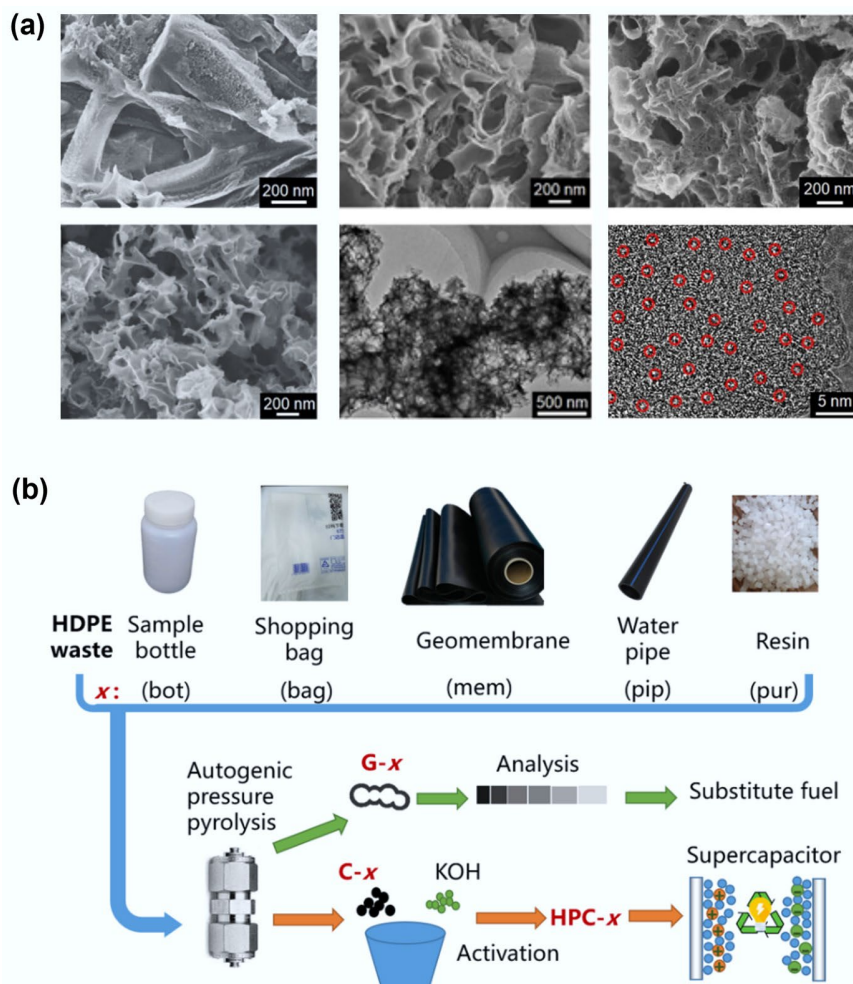 (a)
200 nm
200 nm
200 nm
200 nm
500 nm
5 nm
(b)
HDPE waste
x:
Sample bottle
(bot)
Shopping bag
(bag)
Geomembrane
(mem)
Water pipe
(pip)
Resin
(pur)
Autogenic
pressure
pyrolysis
G-x
Analysis
Substitute fuel
C-x
KOH
Activation
HPC-x
Supercapacitor